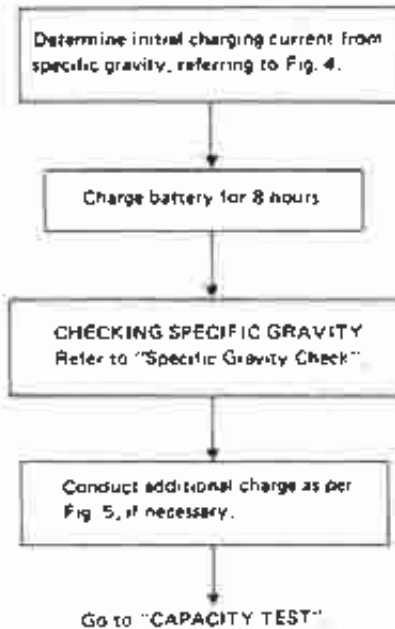 Determine initial charging current from
specific gravity, referring to Fig. 4.
Charge battery for 8 hours
CHECKING SPECIFIC GRAVITY
Refer to "Specific Gravity Check"
Conduct additional charge as per
Fig. 5, if necessary.
Go to "CAPACITY TEST"